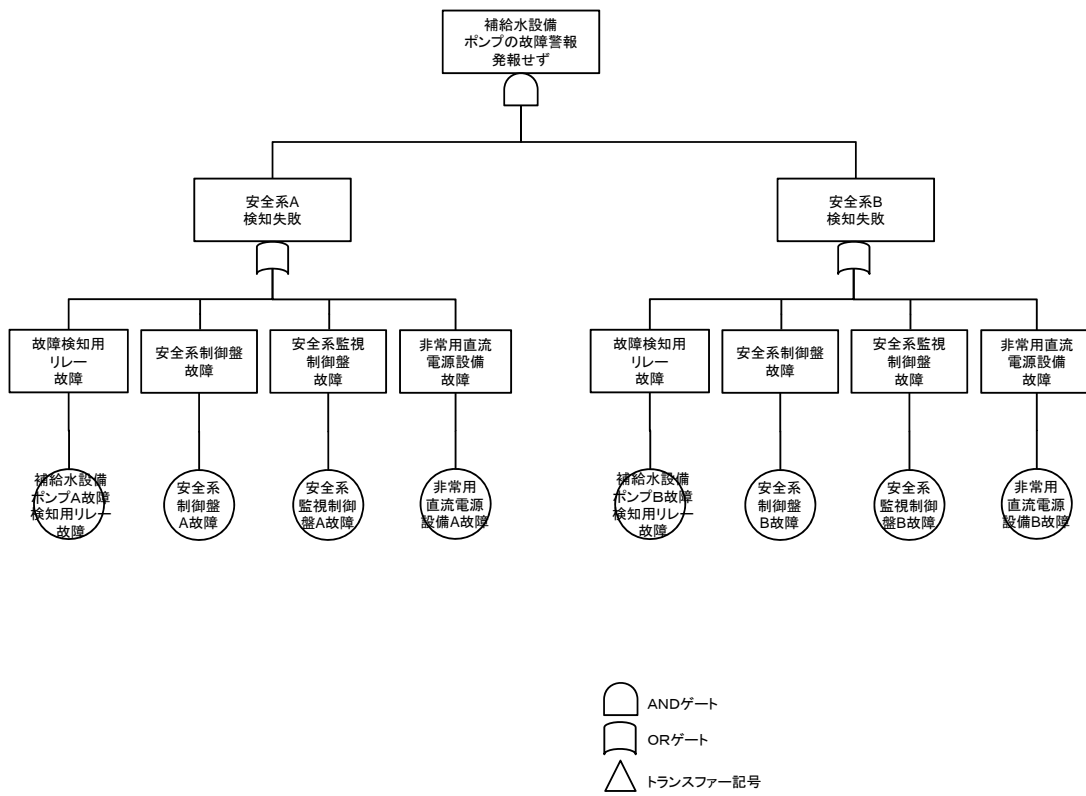 補給水設備
ポンプの故障警報
発報せず
安全系A
検知失敗
安全系B
検知失敗
故障検知用
リレー
故障
安全系制御盤
故障
安全系監視
制御盤
故障
非常用直流
電源設備
故障
故障検知用
リレー
故障
安全系制御盤
故障
安全系監視
制御盤
故障
非常用直流
電源設備
故障
補給水設備
ポンプA故障
検知用リレー
故障
安全系
制御盤
A故障
安全系
監視制御
盤A故障
非常用
直流電源
設備A故障
補給水設備
ポンプB故障
検知用リレー
故障
安全系
制御盤
B故障
安全系
監視制御
盤B故障
非常用
直流電源
設備B故障
ANDゲート
ORゲート
トランスファー記号